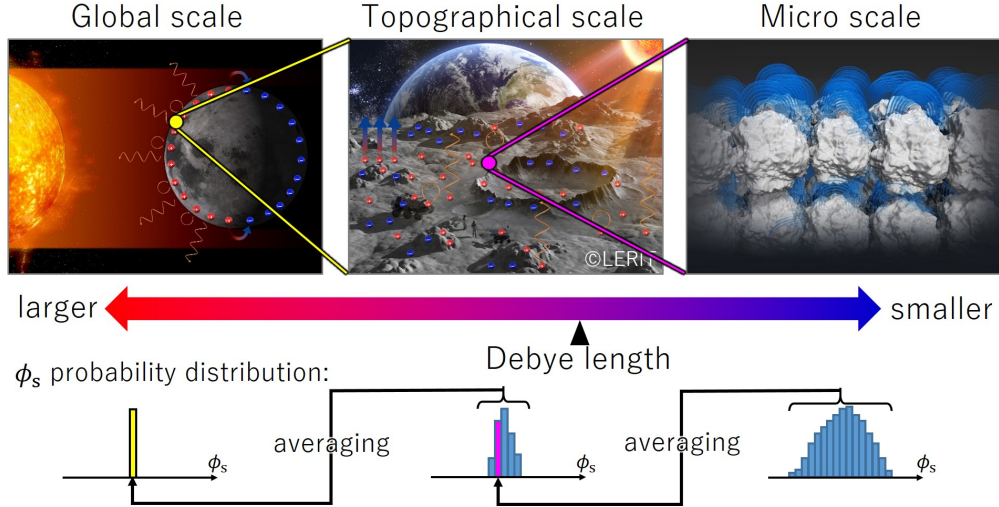 Global scale
Topographical scale
Micro scale
©LERIT
larger
smaller
Debye length
ϕs probability distribution:
averaging
averaging
ϕs
ϕs
ϕs